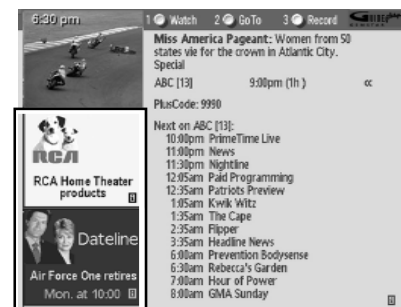 6:30 pm
1 Watch 2 GoTo 3 Record GUIDE Plus+
Miss America Pageant: Women from 50
states vie for the crown in Atlantic City.
Special
ABC [13] 9:00pm (1h ) cc
PlusCode: 9990
Next on ABC [13]:
10:00pm PrimeTime Live
11:00pm News
11:30pm Nightline
12:05am Paid Programming
12:35am Patriots Preview
1:05am Kwik Witz
1:35am The Cape
2:35am Flipper
3:35am Headline News
6:00am Prevention Bodysense
6:30am Rebecca's Garden
7:00am Hour of Power
8:00am GMA Sunday
RCA
RCA Home Theater
products
Dateline
Air Force One retires
Mon. at 10:00